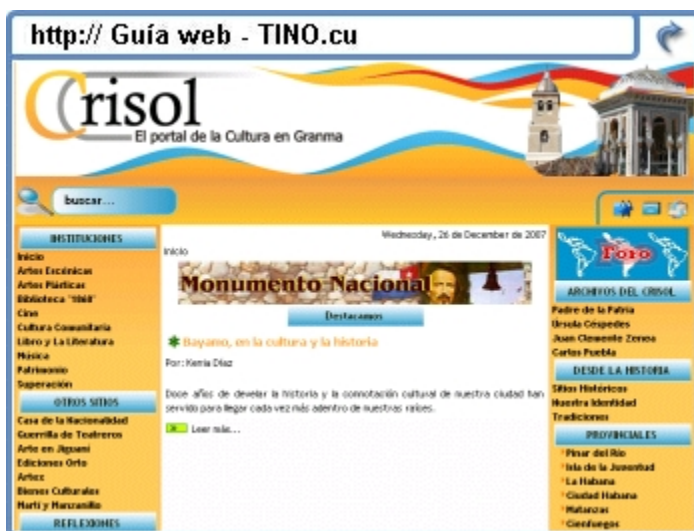 http:// Guía web - TINO.cu
Crisol
El portal de la Cultura en Granma
buscar...
INSTITUCIONES
Inicio
Artes Escénicas
Artes Plásticas
Biblioteca "1868"
Cine
Cultura Comunitaria
Libro y La Literatura
Música
Patrimonio
Superación
OTROS SITIOS
Casa de la Nacionalidad
Guerrilla de Teatreros
Arte en Jiguaní
Ediciones Orto
Artex
Bienes Culturales
Martí y Manzanillo
REFLEXIONES
Wednesday, 26 de December de 2007
Inicio
Monumento Nacional
Destacamos
Bayamo, en la cultura y la historia
Por: Kenia Díaz
Doce años de develar la historia y la connotación cultural de nuestra ciudad han
servido para llegar cada vez más adentro de nuestras raíces.
Leer más...
Foro
ARCHIVOS DEL CRISOL
Padre de la Patria
Ursula Céspedes
Juan Clemente Zenea
Carlos Puebla
DESDE LA HISTORIA
Sitios Históricos
Nuestra Identidad
Tradiciones
PROVINCIALES
Pinar del Río
Isla de la Juventud
La Habana
Ciudad Habana
Matanzas
Cienfuegos